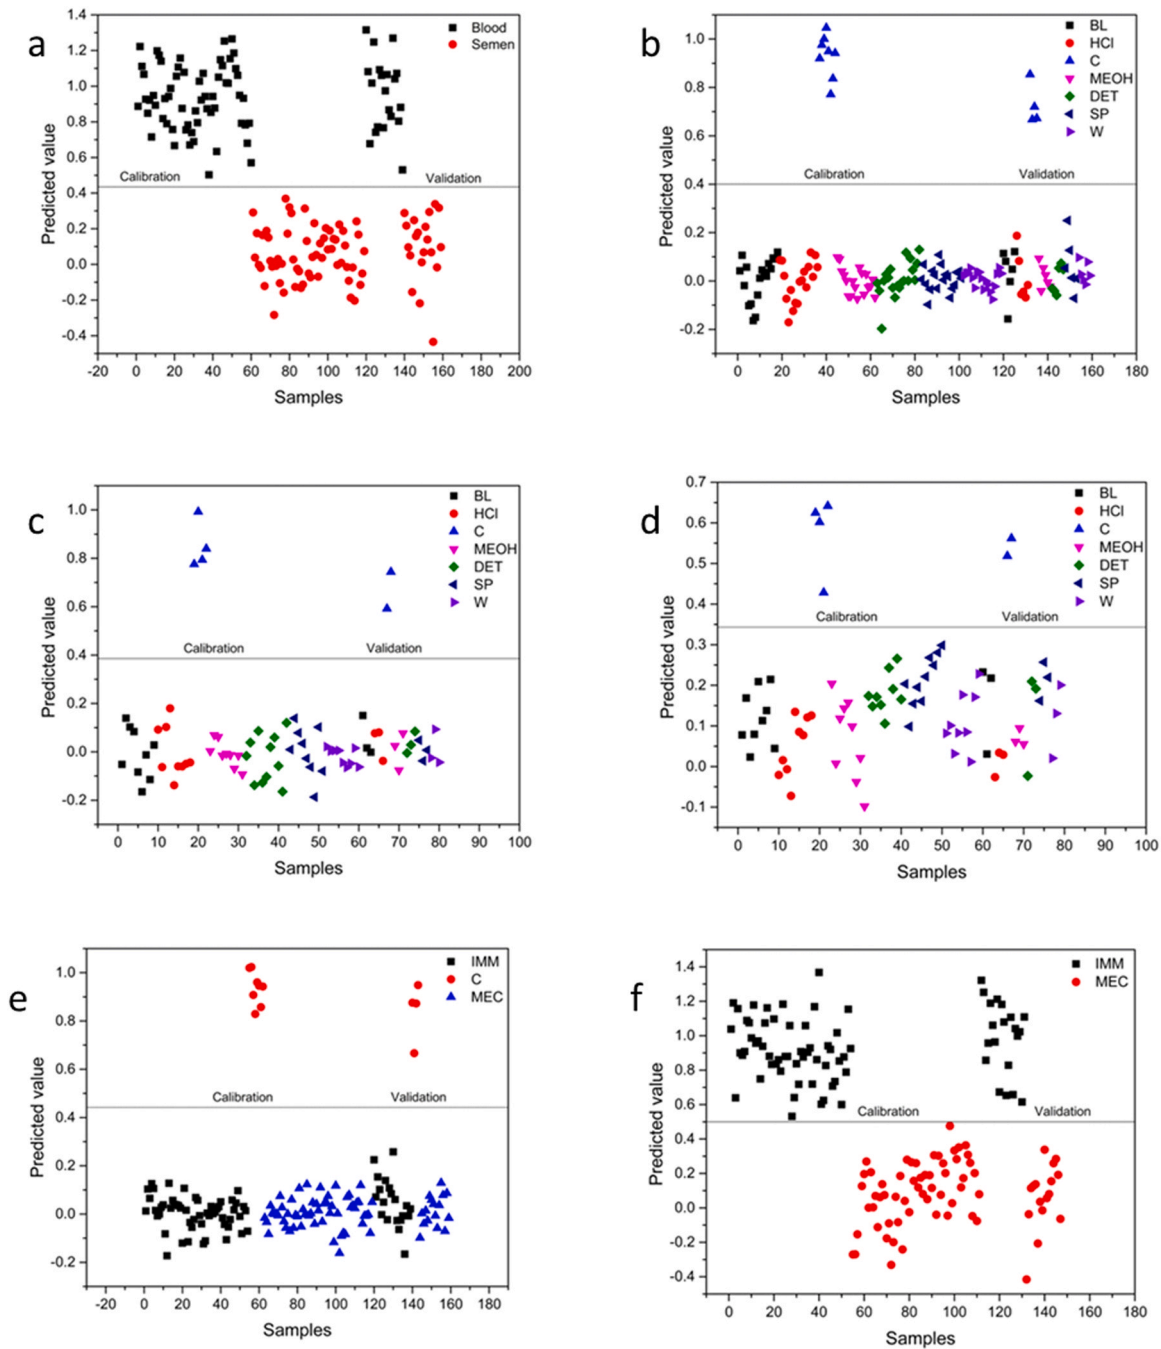 a
1.4
1.2
1.0
0.8
0.6
0.4
0.2
0.0
-0.2
-0.4
Predicted value
Blood
Semen
Calibration
Validation
-20 0 20 40 60 80 100 120 140 160 180 200
Samples
b
1.0
0.8
0.6
0.4
0.2
0.0
-0.2
Predicted value
BL
HCl
C
MEOH
DET
SP
W
Calibration
Validation
0 20 40 60 80 100 120 140 160 180
Samples
c
1.0
0.8
0.6
0.4
0.2
0.0
-0.2
Predicted value
BL
HCl
C
MEOH
DET
SP
W
Calibration
Validation
0 10 20 30 40 50 60 70 80 90 100
Samples
d
0.7
0.6
0.5
0.4
0.3
0.2
0.1
0.0
-0.1
Predicted value
BL
HCl
C
MEOH
DET
SP
W
Calibration
Validation
0 10 20 30 40 50 60 70 80 90 100
Samples
e
1.0
0.8
0.6
0.4
0.2
0.0
-0.2
Predicted value
IMM
C
MEC
Calibration
Validation
-20 0 20 40 60 80 100 120 140 160 180
Samples
f
1.4
1.2
1.0
0.8
0.6
0.4
0.2
0.0
-0.2
-0.4
Predicted value
IMM
MEC
Calibration
Validation
0 20 40 60 80 100 120 140 160 180
Samples